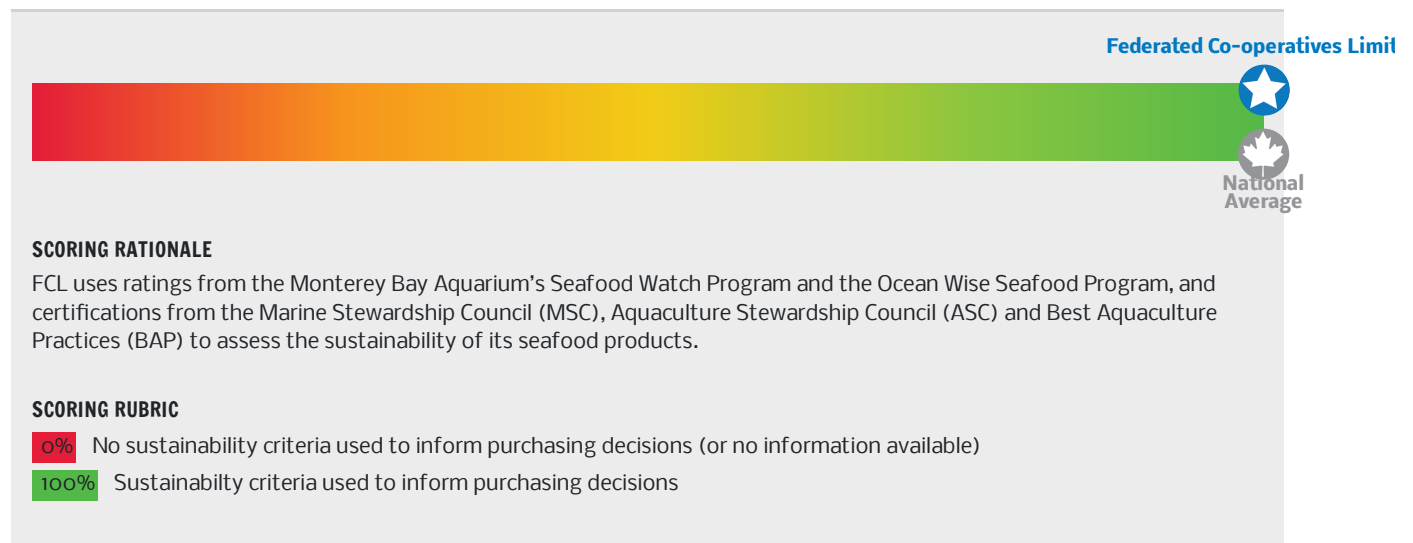 Federated Co-operatives Limit
National
Average
SCORING RATIONALE
FCL uses ratings from the Monterey Bay Aquarium's Seafood Watch Program and the Ocean Wise Seafood Program, and
certifications from the Marine Stewardship Council (MSC), Aquaculture Stewardship Council (ASC) and Best Aquaculture
Practices (BAP) to assess the sustainability of its seafood products.
SCORING RUBRIC
0% No sustainability criteria used to inform purchasing decisions (or no information available)
100% Sustainabilty criteria used to inform purchasing decisions